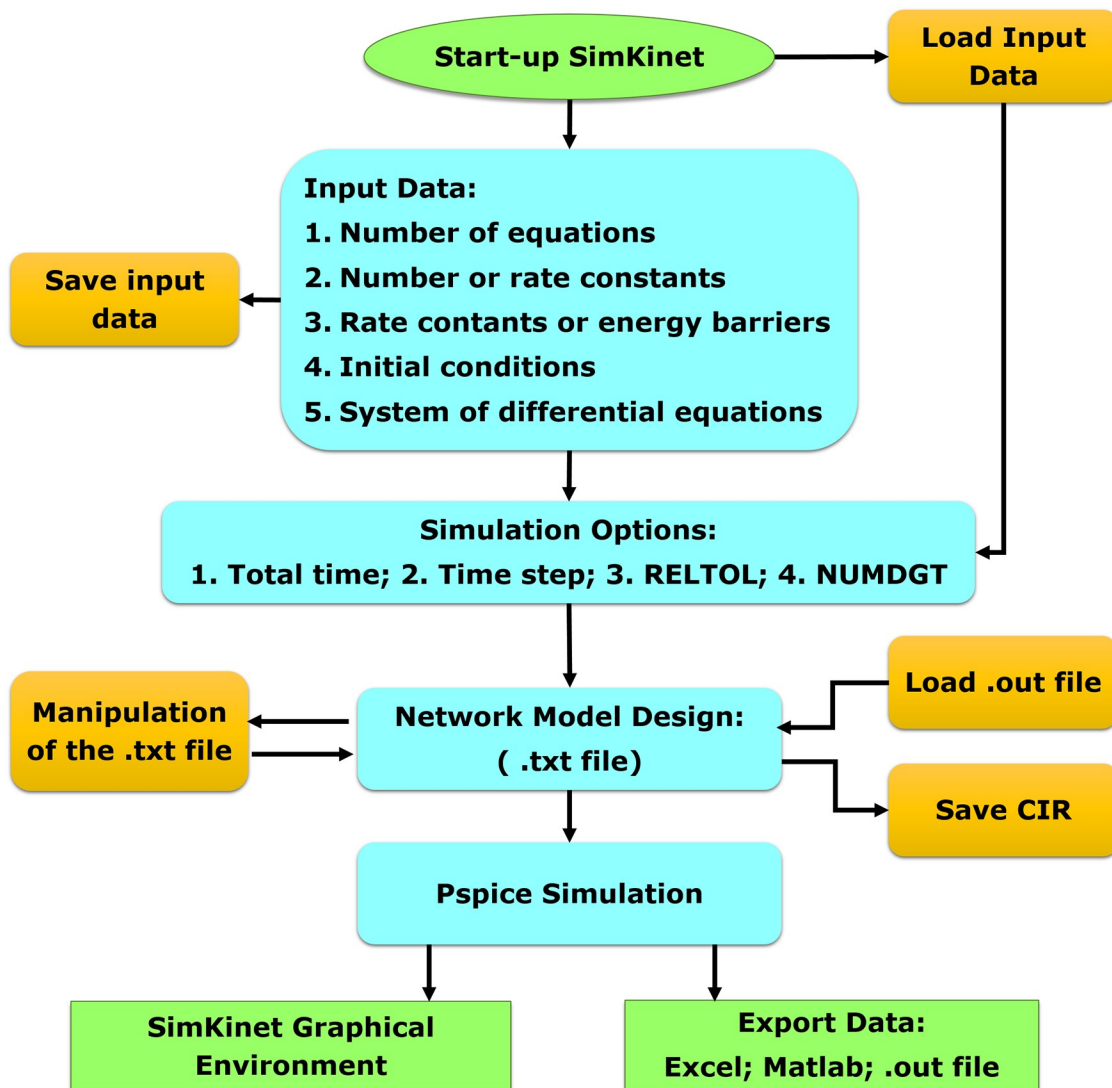 Start-up SimKinet
Load Input
Data
Input Data:
1. Number of equations
2. Number or rate constants
3. Rate contants or energy barriers
4. Initial conditions
5. System of differential equations
Save input
data
Simulation Options:
1. Total time; 2. Time step; 3. RELTOL; 4. NUMDGT
Manipulation
of the .txt file
Network Model Design:
( .txt file)
Load .out file
Save CIR
Pspice Simulation
SimKinet Graphical
Environment
Export Data:
Excel; Matlab; .out file